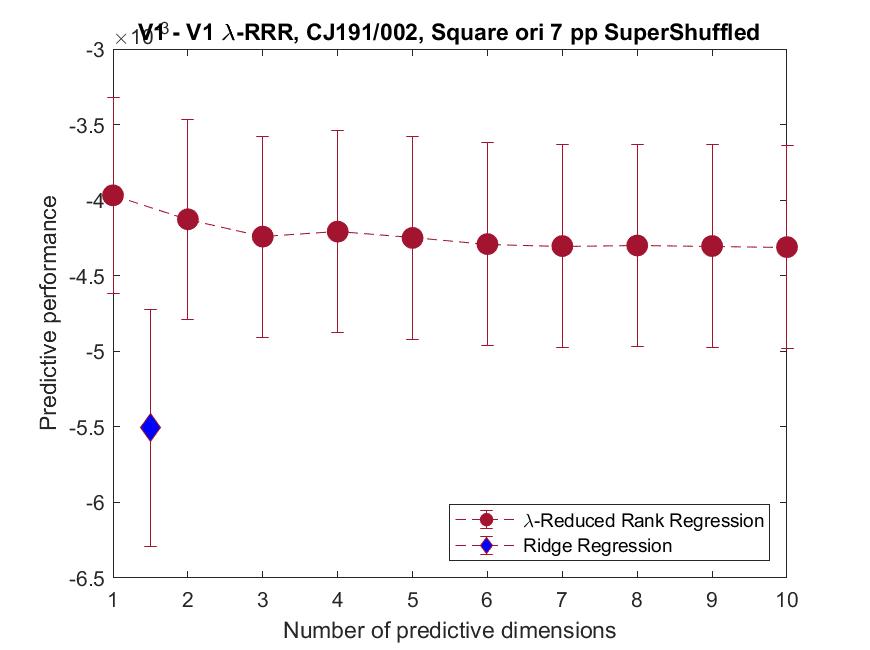 V1 - V1 λ-RRR, CJ191/002, Square ori 7 pp SuperShuffled
×10-3
-3
-3.5
-4
-4.5
-5
-5.5
-6
-6.5
Predictive performance
λ-Reduced Rank Regression
Ridge Regression
1 2 3 4 5 6 7 8 9 10
Number of predictive dimensions